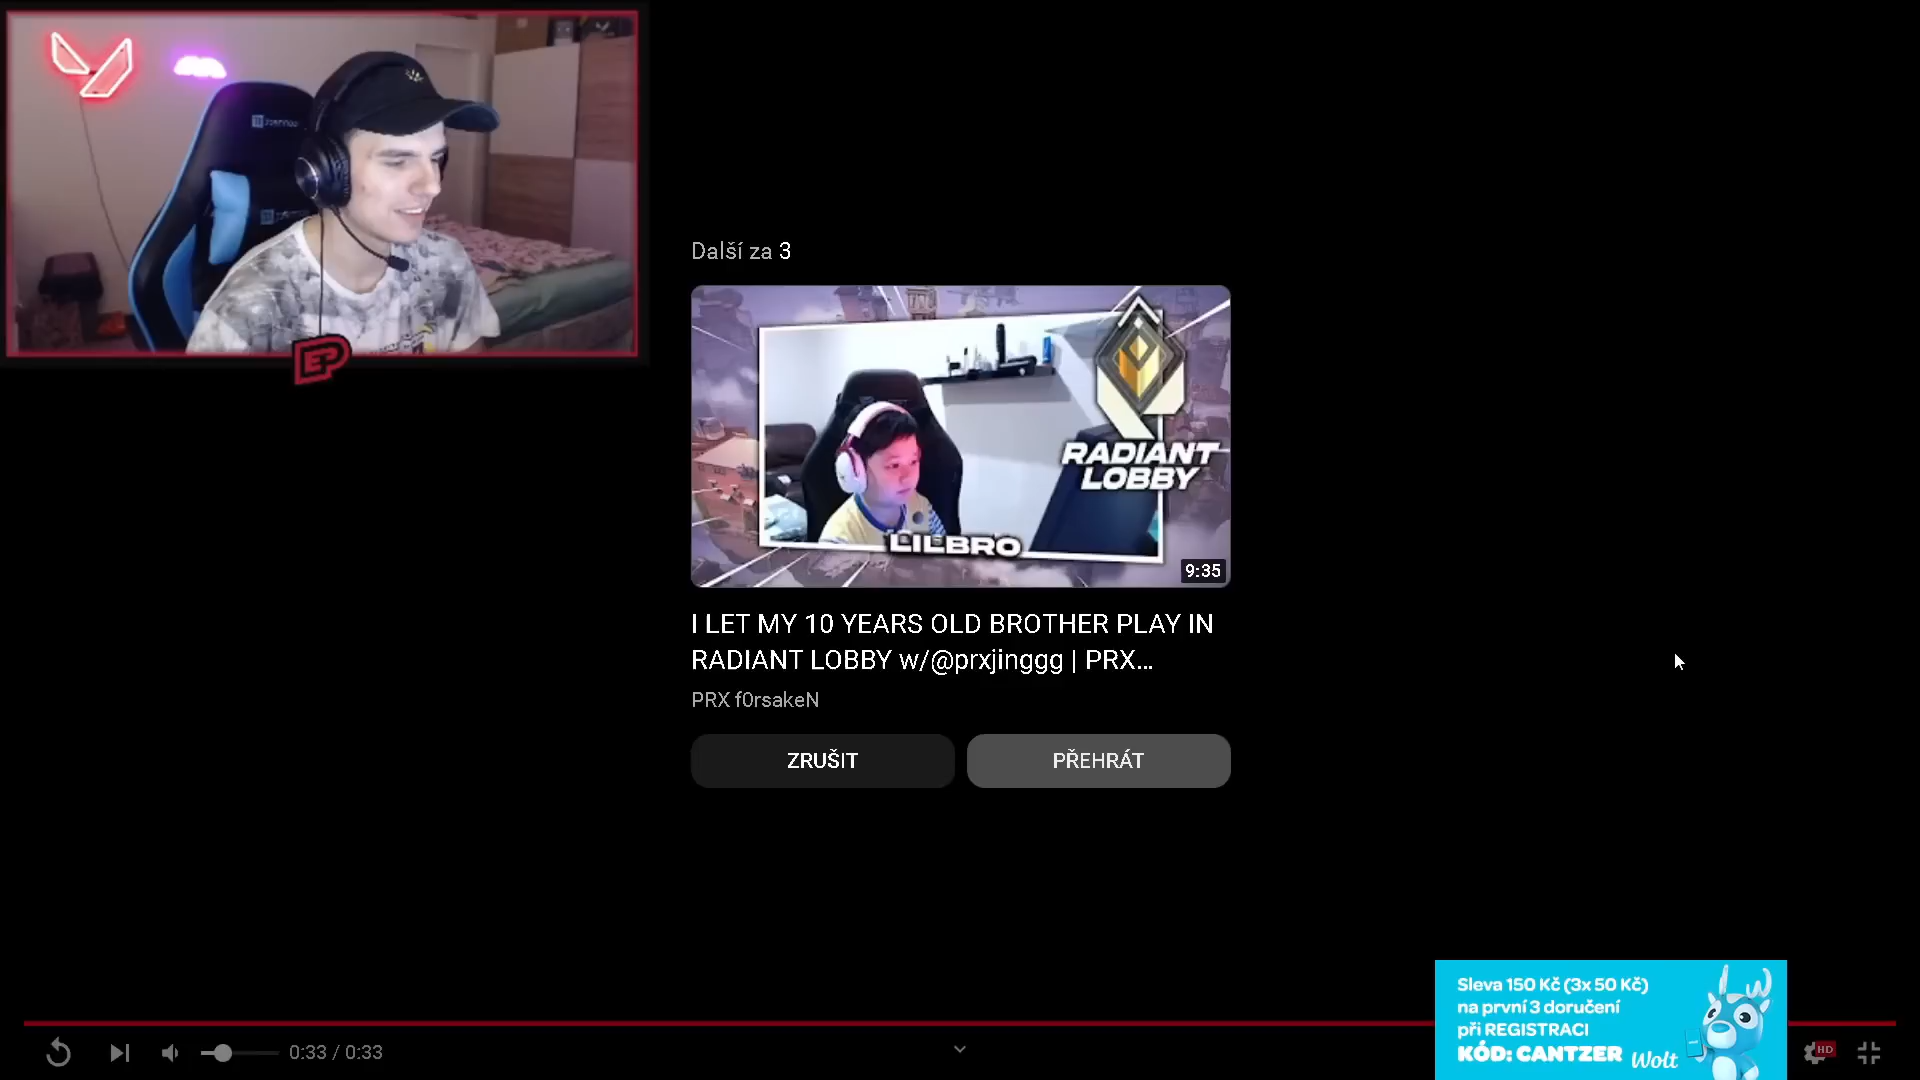 Další za 3
RADIANT
LOBBY
LILBRO
9:35
I LET MY 10 YEARS OLD BROTHER PLAY IN
RADIANT LOBBY w/@prxjinggg | PRX...
PRX f0rsakeN
ZRUŠIT
PŘEHRÁT
EP
Sleva 150 Kč (3x 50 Kč)
na první 3 doručení
při REGISTRACI
KÓD: CANTZER
Wolt
0:33 / 0:33
HD